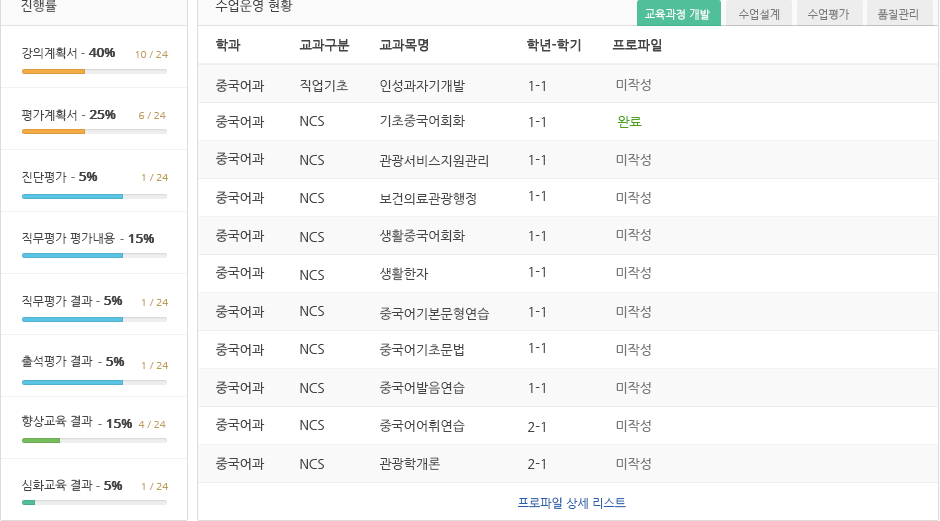 진행률
강의계획서 - 40% 10 / 24
평가계획서 - 25% 6 / 24
진단평가 - 5% 1 / 24
직무평가 평가내용 - 15%
직무평가 결과 - 5% 1 / 24
출석평가 결과 - 5% 1 / 24
향상교육 결과 - 15% 4 / 24
심화교육 결과 - 5% 1 / 24
수업운영 현황 교육과정 개발 수업설계 수업평가 품질관리
학과 교과구분 교과목명 학년-학기 프로파일
중국어과 직업기초 인성과자기개발 1-1 미작성
중국어과 NCS 기초중국어회화 1-1 완료
중국어과 NCS 관광서비스지원관리 1-1 미작성
중국어과 NCS 보건의료관광행정 1-1 미작성
중국어과 NCS 생활중국어회화 1-1 미작성
중국어과 NCS 생활한자 1-1 미작성
중국어과 NCS 중국어기본문형연습 1-1 미작성
중국어과 NCS 중국어기초문법 1-1 미작성
중국어과 NCS 중국어발음연습 1-1 미작성
중국어과 NCS 중국어어휘연습 2-1 미작성
중국어과 NCS 관광학개론 2-1 미작성
프로파일 상세 리스트